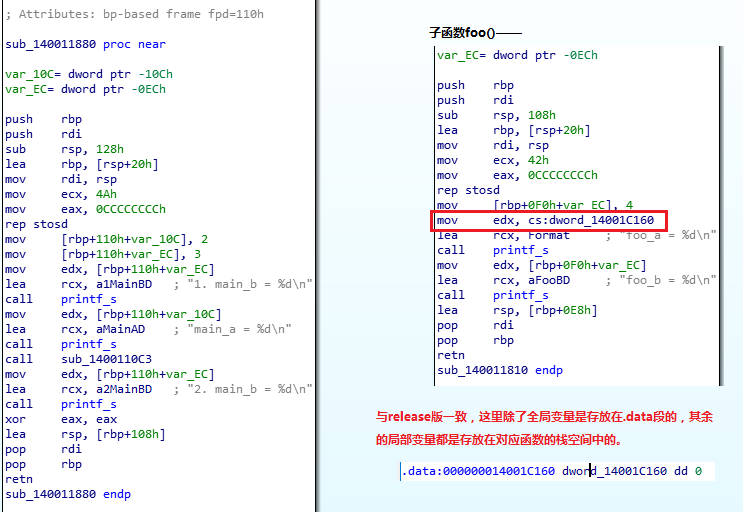 ; Attributes: bp-based frame fpd=110h
sub_140011880 proc near
var_10C= dword ptr -10Ch
var_EC= dword ptr -0ECh
push rbp
push rdi
sub rsp, 128h
lea rbp, [rsp+20h]
mov rdi, rsp
mov ecx, 4Ah
mov eax, 0CCCCCCCCh
rep stosd
mov [rbp+110h+var_10C], 2
mov [rbp+110h+var_EC], 3
mov edx, [rbp+110h+var_EC]
lea rcx, a1MainBD ; "1. main_b = %d\n"
call printf_s
mov edx, [rbp+110h+var_10C]
lea rcx, aMainAD ; "main_a = %d\n"
call printf_s
call sub_1400110C3
mov edx, [rbp+110h+var_EC]
lea rcx, a2MainBD ; "2. main_b = %d\n"
call printf_s
xor eax, eax
lea rsp, [rbp+108h]
pop rdi
pop rbp
retn
sub_140011880 endp
子函数foo()——
var_EC= dword ptr -0ECh
push rbp
push rdi
sub rsp, 108h
lea rbp, [rsp+20h]
mov rdi, rsp
mov ecx, 42h
mov eax, 0CCCCCCCCh
rep stosd
mov [rbp+0F0h+var_EC], 4
mov edx, cs:dword_14001C160
lea rcx, Format ; "foo_a = %d\n"
call printf_s
mov edx, [rbp+0F0h+var_EC]
lea rcx, aFooBD ; "foo_b = %d\n"
call printf_s
lea rsp, [rbp+0E8h]
pop rdi
pop rbp
retn
sub_140011810 endp
与release版一致，这里除了全局变量是存放在.data段的，其余
的局部变量都是存放在对应函数的栈空间中的。
.data:000000014001C160 dword_14001C160 dd 0